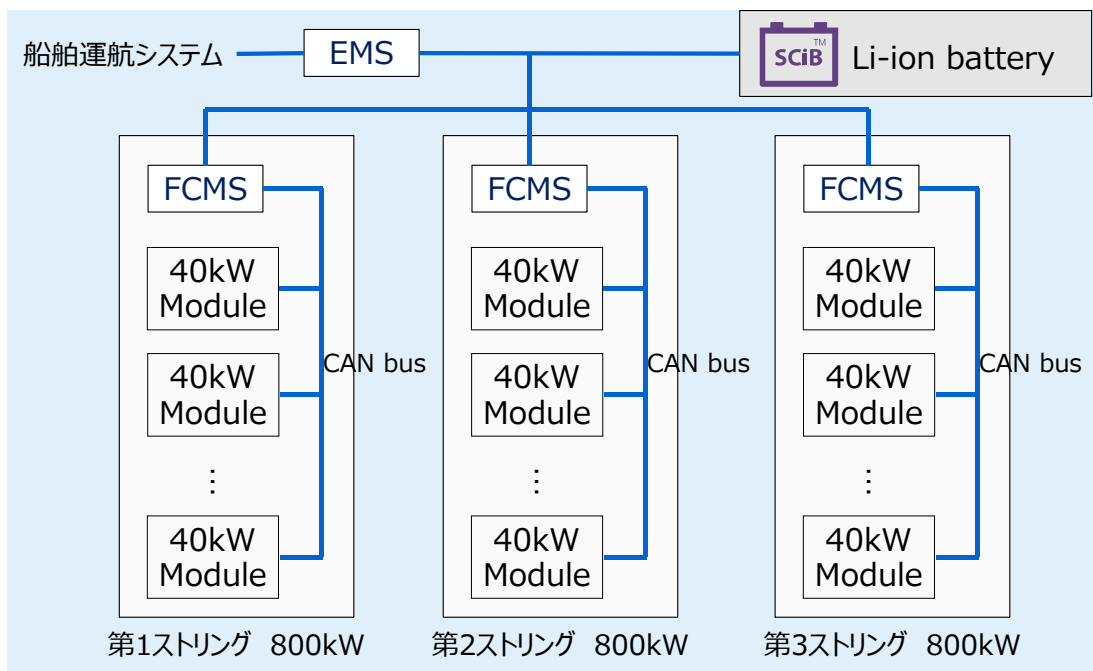 船舶運航システム
EMS
SCiB™
Li-ion battery
FCMS
40kW
Module
40kW
Module
⋮
40kW
Module
CAN bus
第1ストリング 800kW
FCMS
40kW
Module
40kW
Module
⋮
40kW
Module
CAN bus
第2ストリング 800kW
FCMS
40kW
Module
40kW
Module
⋮
40kW
Module
CAN bus
第3ストリング 800kW